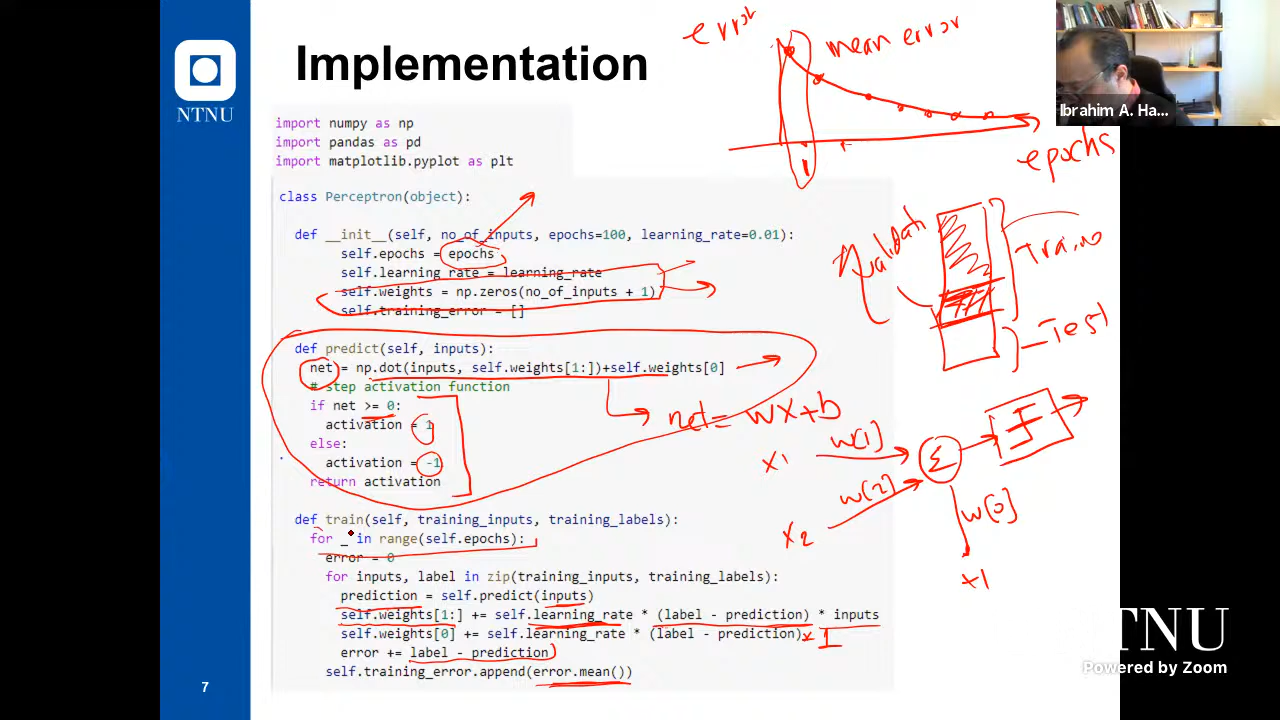 NTNU
Implementation
import numpy as np
import pandas as pd
import matplotlib.pyplot as plt
class Perceptron(object):
def __init__(self, no_of_inputs, epochs=100, learning_rate=0.01):
self.epochs = epochs
self.learning_rate = learning_rate
self.weights = np.zeros(no_of_inputs + 1)
self.training_error = []
def predict(self, inputs):
net = np.dot(inputs, self.weights[1:])+self.weights[0]
# step activation function
if net >= 0:
activation = 1
else:
activation = -1
return activation
def train(self, training_inputs, training_labels):
for _ in range(self.epochs):
error = 0
for inputs, label in zip(training_inputs, training_labels):
prediction = self.predict(inputs)
self.weights[1:] += self.learning_rate * (label - prediction) * inputs
self.weights[0] += self.learning_rate * (label - prediction) * 1
error += label - prediction
self.training_error.append(error.mean())
error
mean error
epochs
Train
Test
net = wx+b
x1
w[1]
Σ
w[2]
x2
w[0]
+1
Ibrahim A. Ha...
7
NTNU
Powered by Zoom